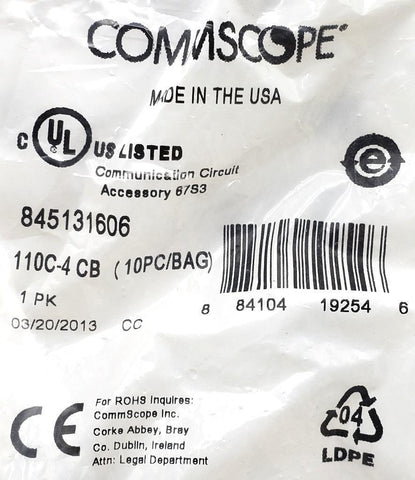 COMMSCOPE
MADE IN THE USA
C UL US LISTED
Communication Circuit
Accessory 67S3
e
845131606
110C-4 CB (10PC/BAG)
1 PK
03/20/2013 CC
8 84104 19254 6
CE
For ROHS Inquires:
CommScope Inc.
Corke Abbey, Bray
Co. Dublin, Ireland
Attn: Legal Department
04
LDPE